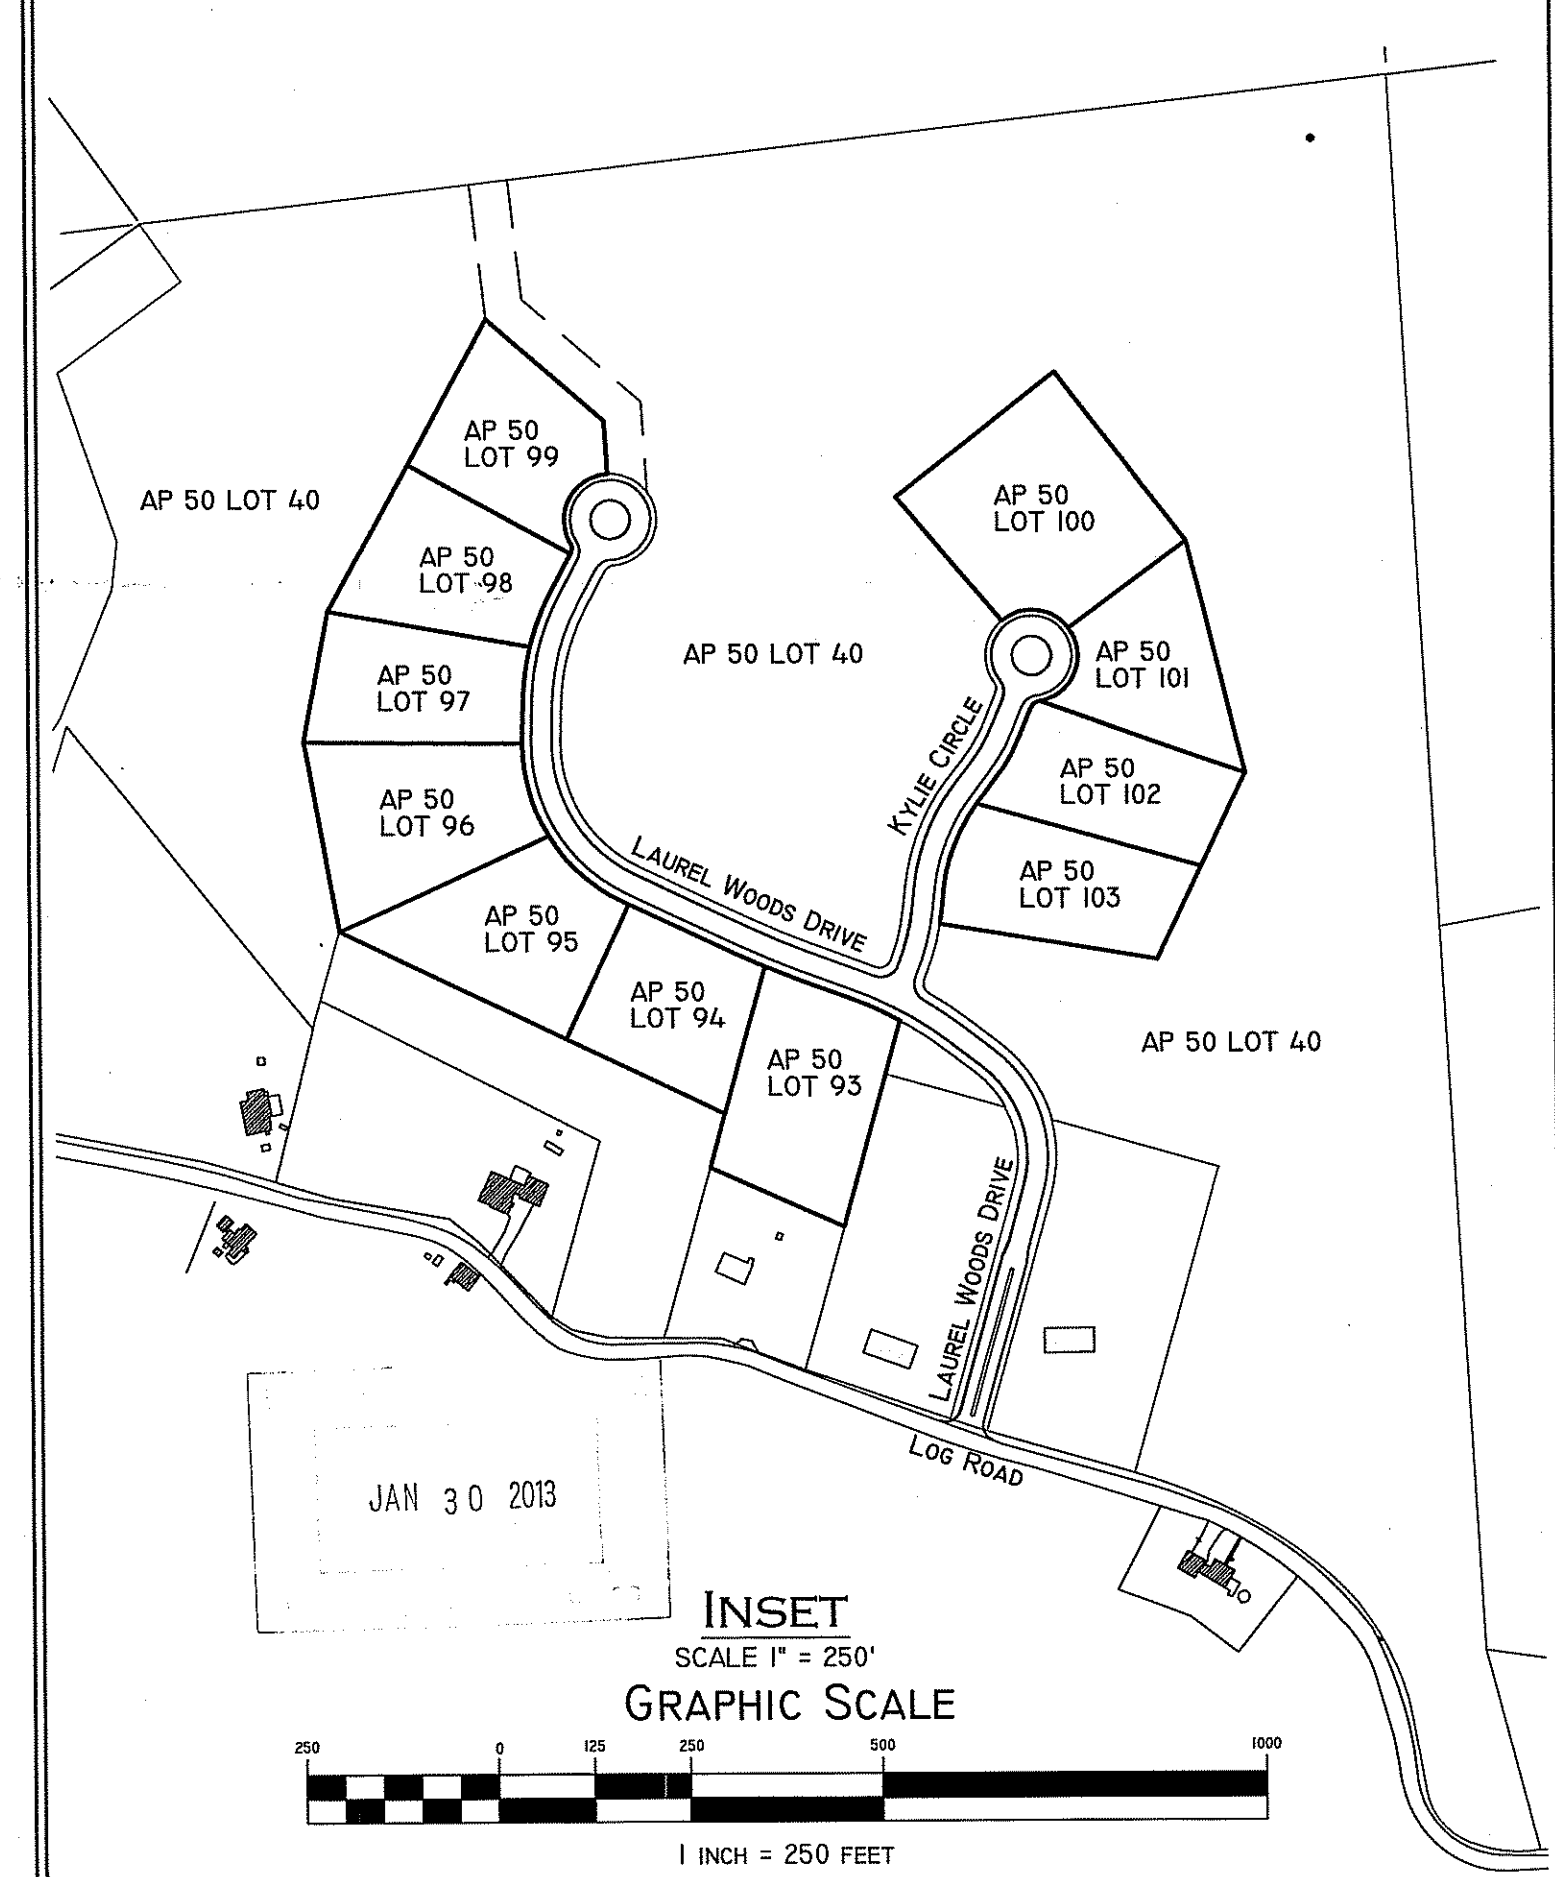 AP 50
LOT 99
AP 50 LOT 40
AP 50
LOT 100
AP 50
LOT 98
AP 50 LOT 40
AP 50
LOT 101
AP 50
LOT 97
KYLIE CIRCLE
AP 50
LOT 102
AP 50
LOT 96
LAUREL WOODS DRIVE
AP 50
LOT 103
AP 50
LOT 95
AP 50
LOT 94
AP 50 LOT 40
AP 50
LOT 93
LAUREL WOODS DRIVE
LOG ROAD
JAN 30 2013
INSET
SCALE 1" = 250'
GRAPHIC SCALE
250 0 125 250 500 1000
1 INCH = 250 FEET